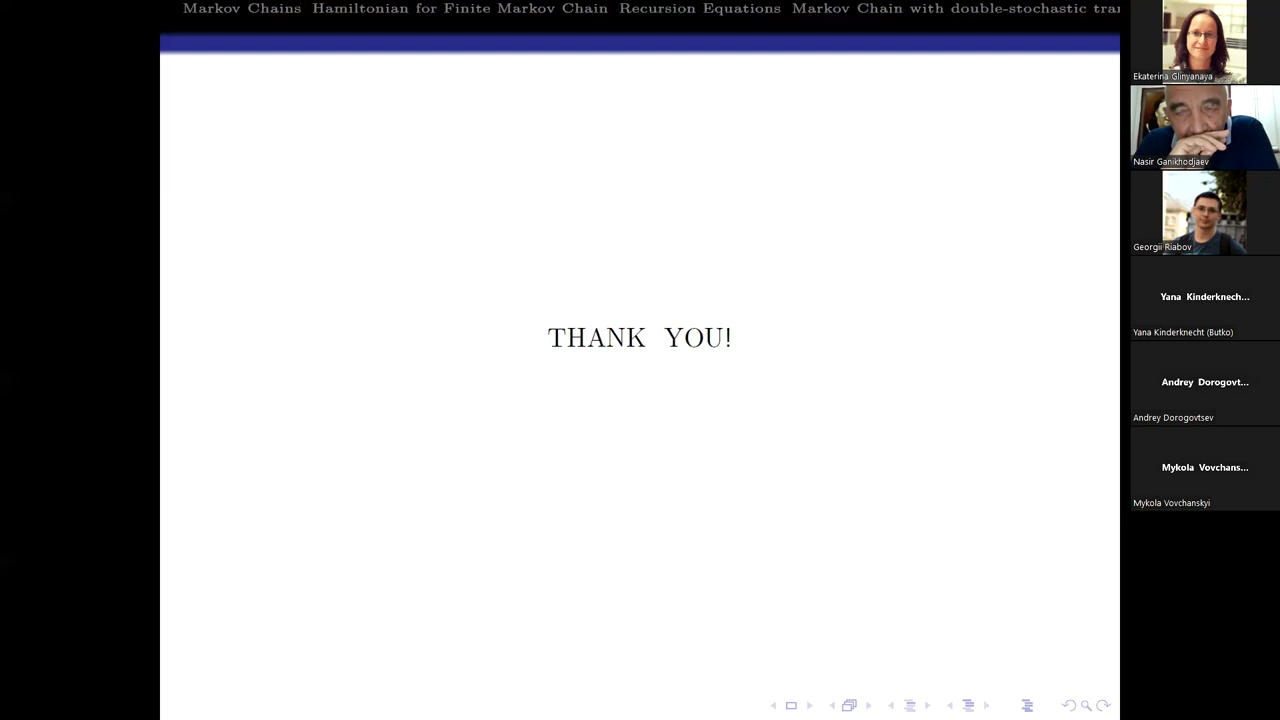 Markov Chains Hamiltonian for Finite Markov Chain Recursion Equations Markov Chain with double-stochastic tra
THANK YOU!
Ekaterina Glinyanaya
Nasir Ganikhodjaev
Georgii Riabov
Yana Kinderknech...
Yana Kinderknecht (Butko)
Andrey Dorogovt...
Andrey Dorogovtsev
Mykola Vovchans...
Mykola Vovchanskyi